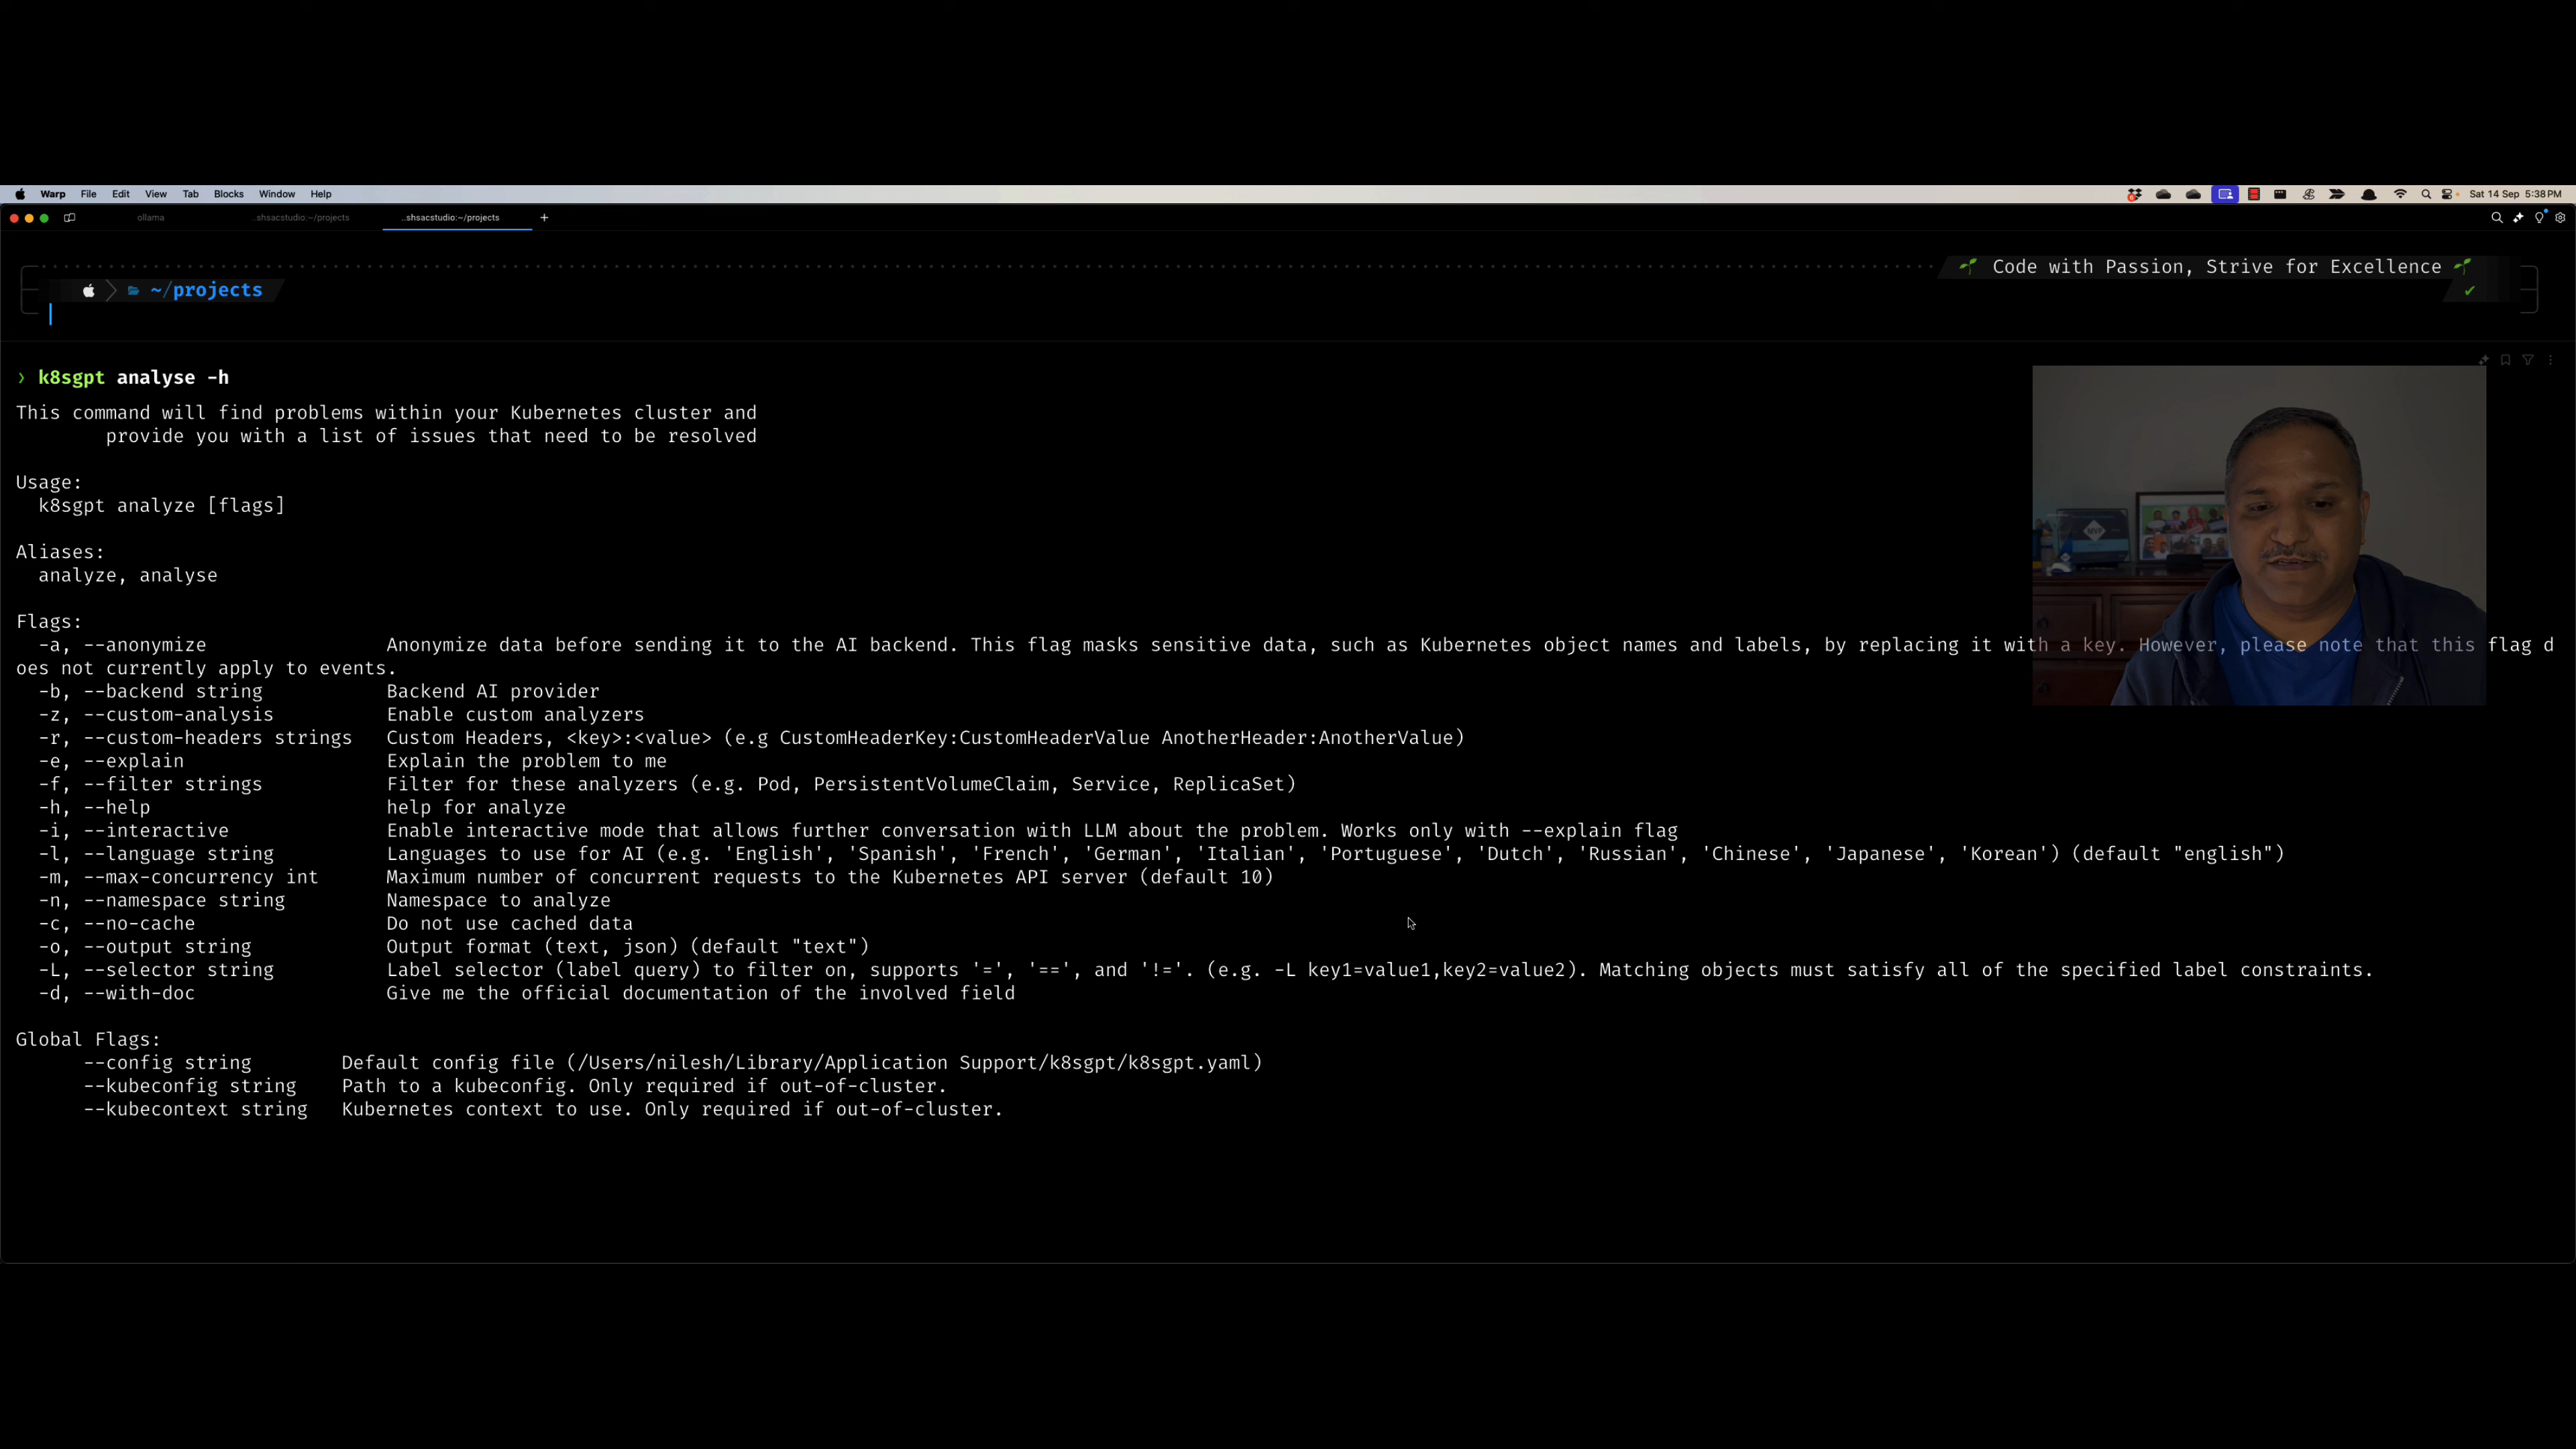 Warp File Edit View Tab Blocks Window Help
Sat 14 Sep 5:38 PM
ollama
..shsacstudio:~/projects
..shsacstudio:~/projects
+
Code with Passion, Strive for Excellence
~/projects
❯ k8sgpt analyse -h
This command will find problems within your Kubernetes cluster and
provide you with a list of issues that need to be resolved
Usage:
k8sgpt analyze [flags]
Aliases:
analyze, analyse
Flags:
-a, --anonymize Anonymize data before sending it to the AI backend. This flag masks sensitive data, such as Kubernetes object names and labels, by replacing it with a key. However, please note that this flag d
oes not currently apply to events.
-b, --backend string Backend AI provider
-z, --custom-analysis Enable custom analyzers
-r, --custom-headers strings Custom Headers, <key>:<value> (e.g CustomHeaderKey:CustomHeaderValue AnotherHeader:AnotherValue)
-e, --explain Explain the problem to me
-f, --filter strings Filter for these analyzers (e.g. Pod, PersistentVolumeClaim, Service, ReplicaSet)
-h, --help help for analyze
-i, --interactive Enable interactive mode that allows further conversation with LLM about the problem. Works only with --explain flag
-l, --language string Languages to use for AI (e.g. 'English', 'Spanish', 'French', 'German', 'Italian', 'Portuguese', 'Dutch', 'Russian', 'Chinese', 'Japanese', 'Korean') (default "english")
-m, --max-concurrency int Maximum number of concurrent requests to the Kubernetes API server (default 10)
-n, --namespace string Namespace to analyze
-c, --no-cache Do not use cached data
-o, --output string Output format (text, json) (default "text")
-L, --selector string Label selector (label query) to filter on, supports '=', '==', and '!='. (e.g. -L key1=value1,key2=value2). Matching objects must satisfy all of the specified label constraints.
-d, --with-doc Give me the official documentation of the involved field
Global Flags:
--config string Default config file (/Users/nilesh/Library/Application Support/k8sgpt/k8sgpt.yaml)
--kubeconfig string Path to a kubeconfig. Only required if out-of-cluster.
--kubecontext string Kubernetes context to use. Only required if out-of-cluster.